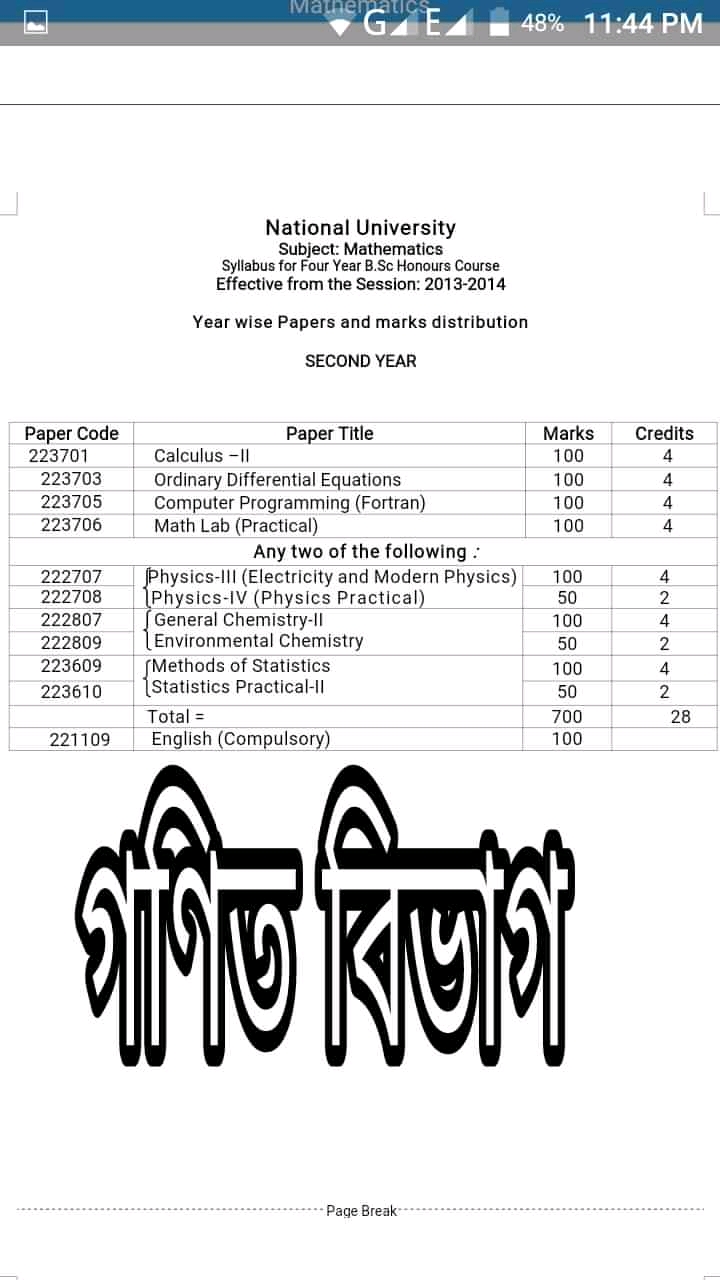 Mathematics
G E 48% 11:44 PM
National University
Subject: Mathematics
Syllabus for Four Year B.Sc Honours Course
Effective from the Session: 2013-2014
Year wise Papers and marks distribution
SECOND YEAR
Paper Code Paper Title Marks Credits
223701 Calculus –II 100 4
223703 Ordinary Differential Equations 100 4
223705 Computer Programming (Fortran) 100 4
223706 Math Lab (Practical) 100 4
Any two of the following :
222707 Physics-III (Electricity and Modern Physics) 100 4
222708 Physics-IV (Physics Practical) 50 2
222807 General Chemistry-II 100 4
222809 Environmental Chemistry 50 2
223609 Methods of Statistics 100 4
223610 Statistics Practical-II 50 2
Total = 700 28
221109 English (Compulsory) 100
গণিত বিভাগ
Page Break